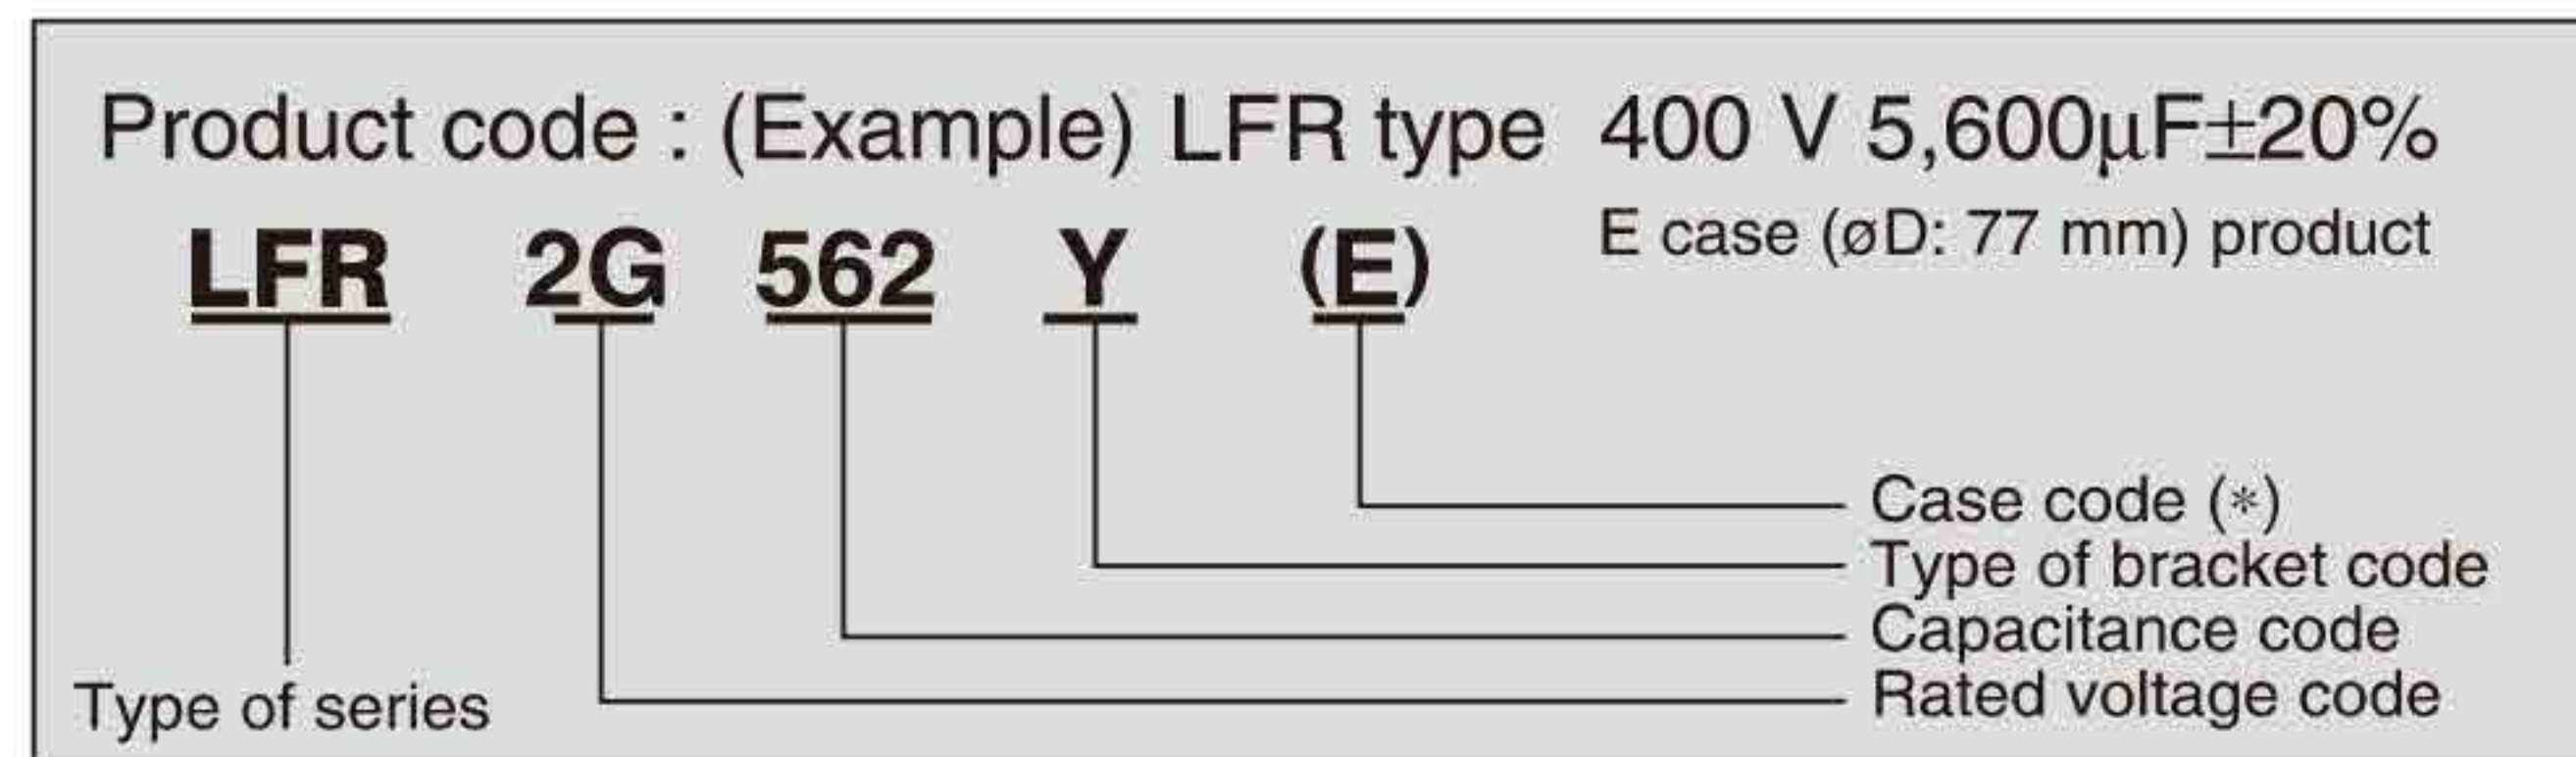 Product code : (Example) LFR type 400 V 5,600μF±20%
E case (øD: 77 mm) product
LFR 2G 562 Y (E)
Case code (*)
Type of bracket code
Capacitance code
Rated voltage code
Type of series